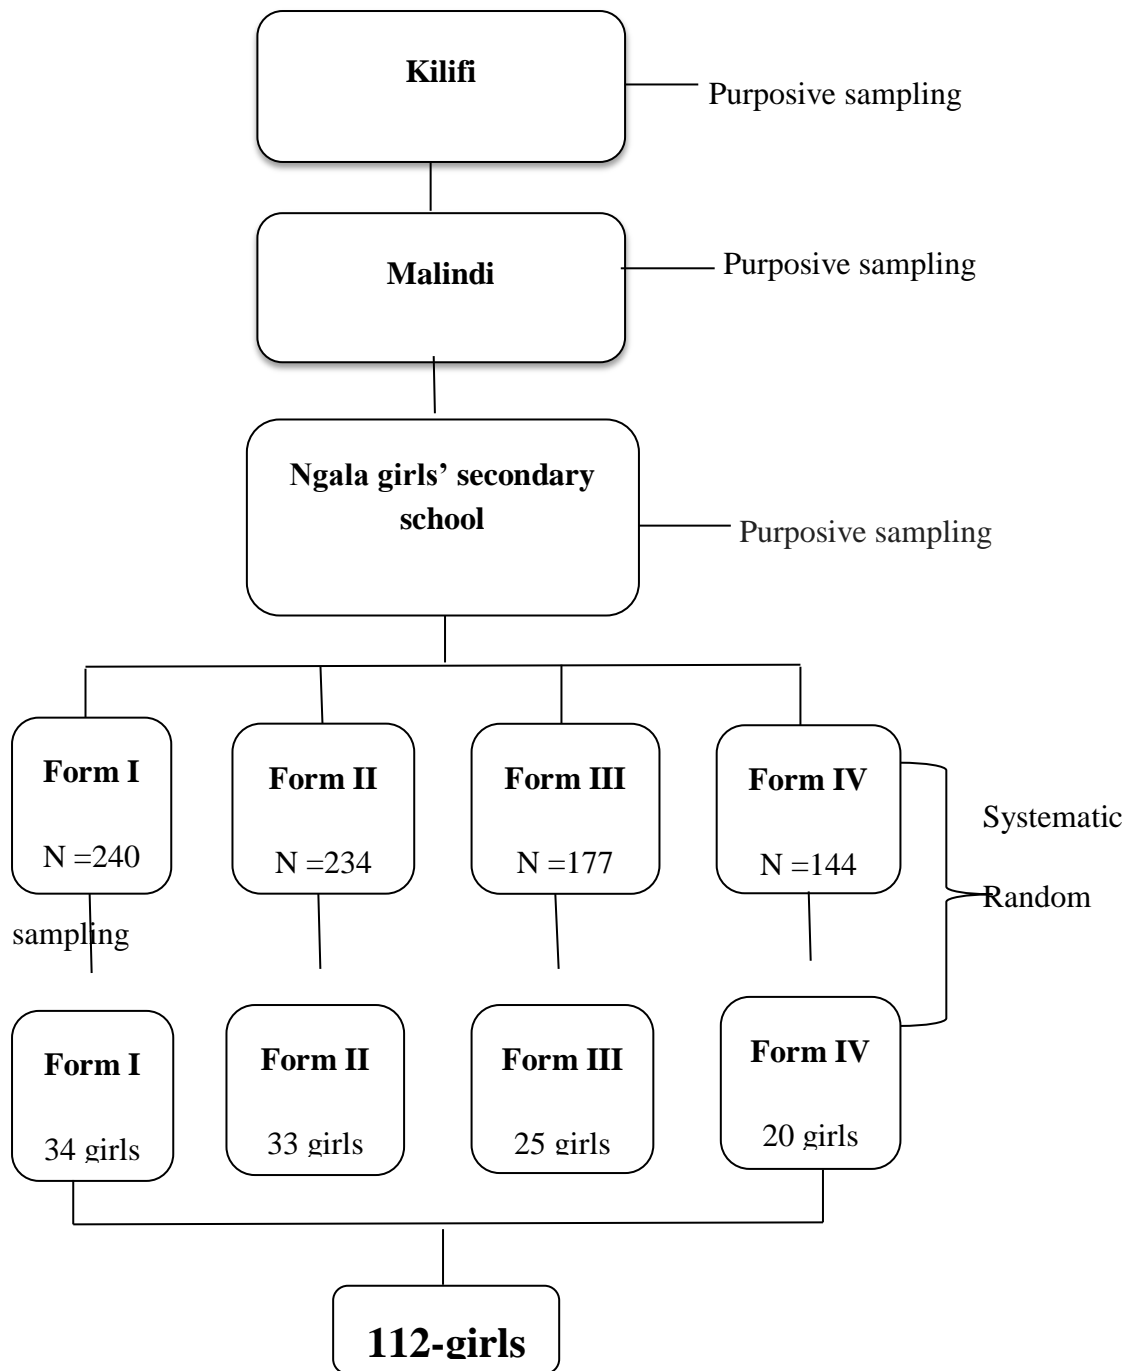 Kilifi
Purposive sampling
Malindi
Purposive sampling
Ngala girls’ secondary
school
Purposive sampling
Form I
Form II
Form III
Form IV
N =240
N =234
N =177
N =144
Systematic
Random
sampling
Form I
Form II
Form III
Form IV
34 girls
33 girls
25 girls
20 girls
112-girls